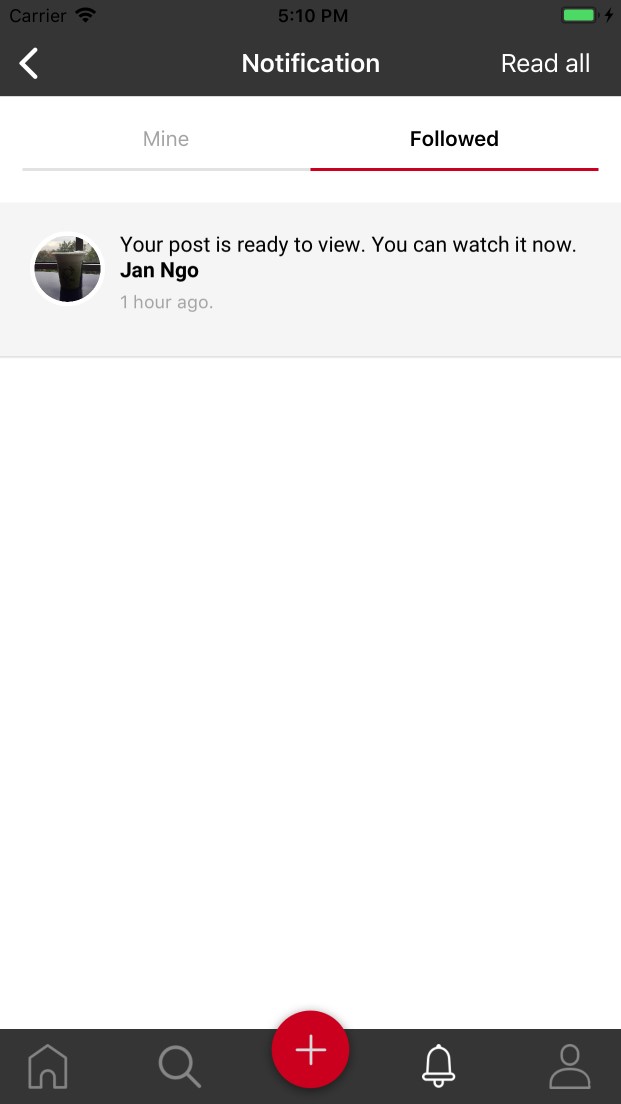 Carrier 5:10 PM
Notification Read all
Mine Followed
Your post is ready to view. You can watch it now.
Jan Ngo
1 hour ago.